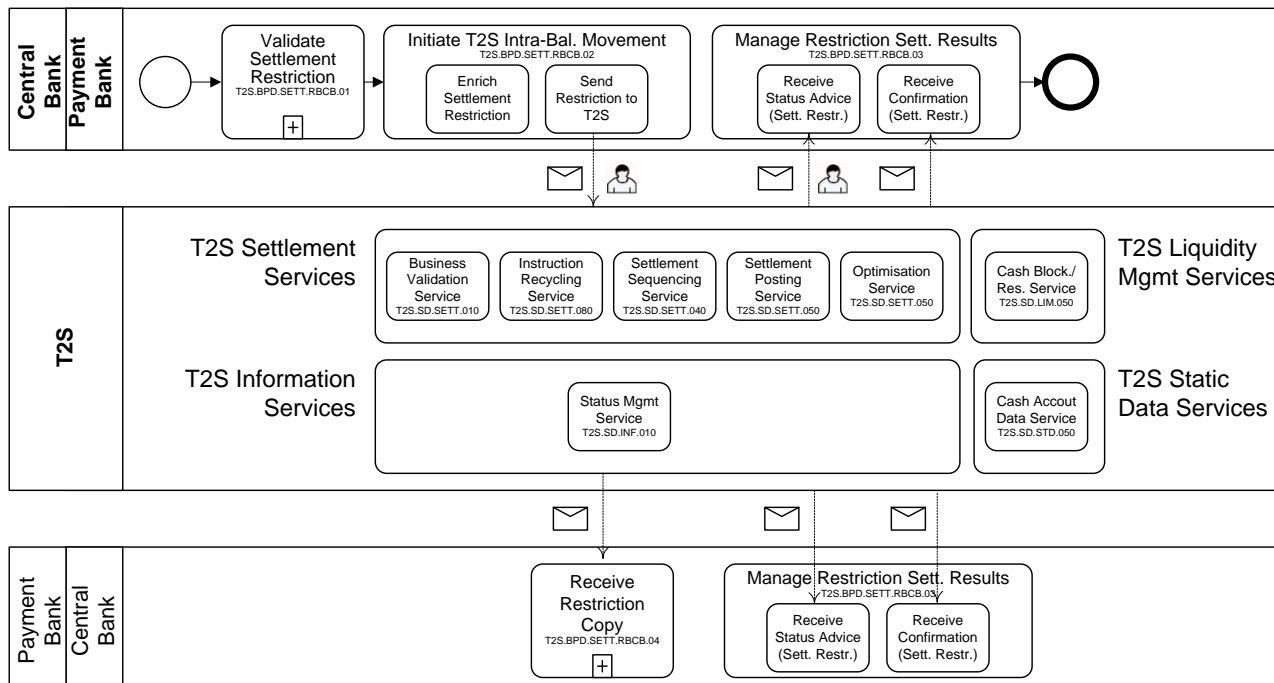 Central
Bank
Payment
Bank
Validate
Settlement
Restriction
T2S.BPD.SETT.RBCB.01
Initiate T2S Intra-Bal. Movement
T2S.BPD.SETT.RBCB.02
Enrich
Settlement
Restriction
Send
Restriction to
T2S
Manage Restriction Sett. Results
T2S.BPD.SETT.RBCB.03
Receive
Status Advice
(Sett. Restr.)
Receive
Confirmation
(Sett. Restr.)
T2S
T2S Settlement
Services
Business
Validation
Service
T2S.SD.SETT.010
Instruction
Recycling
Service
T2S.SD.SETT.080
Settlement
Sequencing
Service
T2S.SD.SETT.040
Settlement
Posting
Service
T2S.SD.SETT.050
Optimisation
Service
T2S.SD.SETT.050
Cash Block./
Res. Service
T2S.SD.LIM.050
T2S Liquidity
Mgmt Services
T2S Information
Services
Status Mgmt
Service
T2S.SD.INF.010
Cash Accout
Data Service
T2S.SD.STD.050
T2S Static
Data Services
Payment
Bank
Central
Bank
Receive
Restriction
Copy
T2S.BPD.SETT.RBCB.04
Manage Restriction Sett. Results
T2S.BPD.SETT.RBCB.03
Receive
Status Advice
(Sett. Restr.)
Receive
Confirmation
(Sett. Restr.)